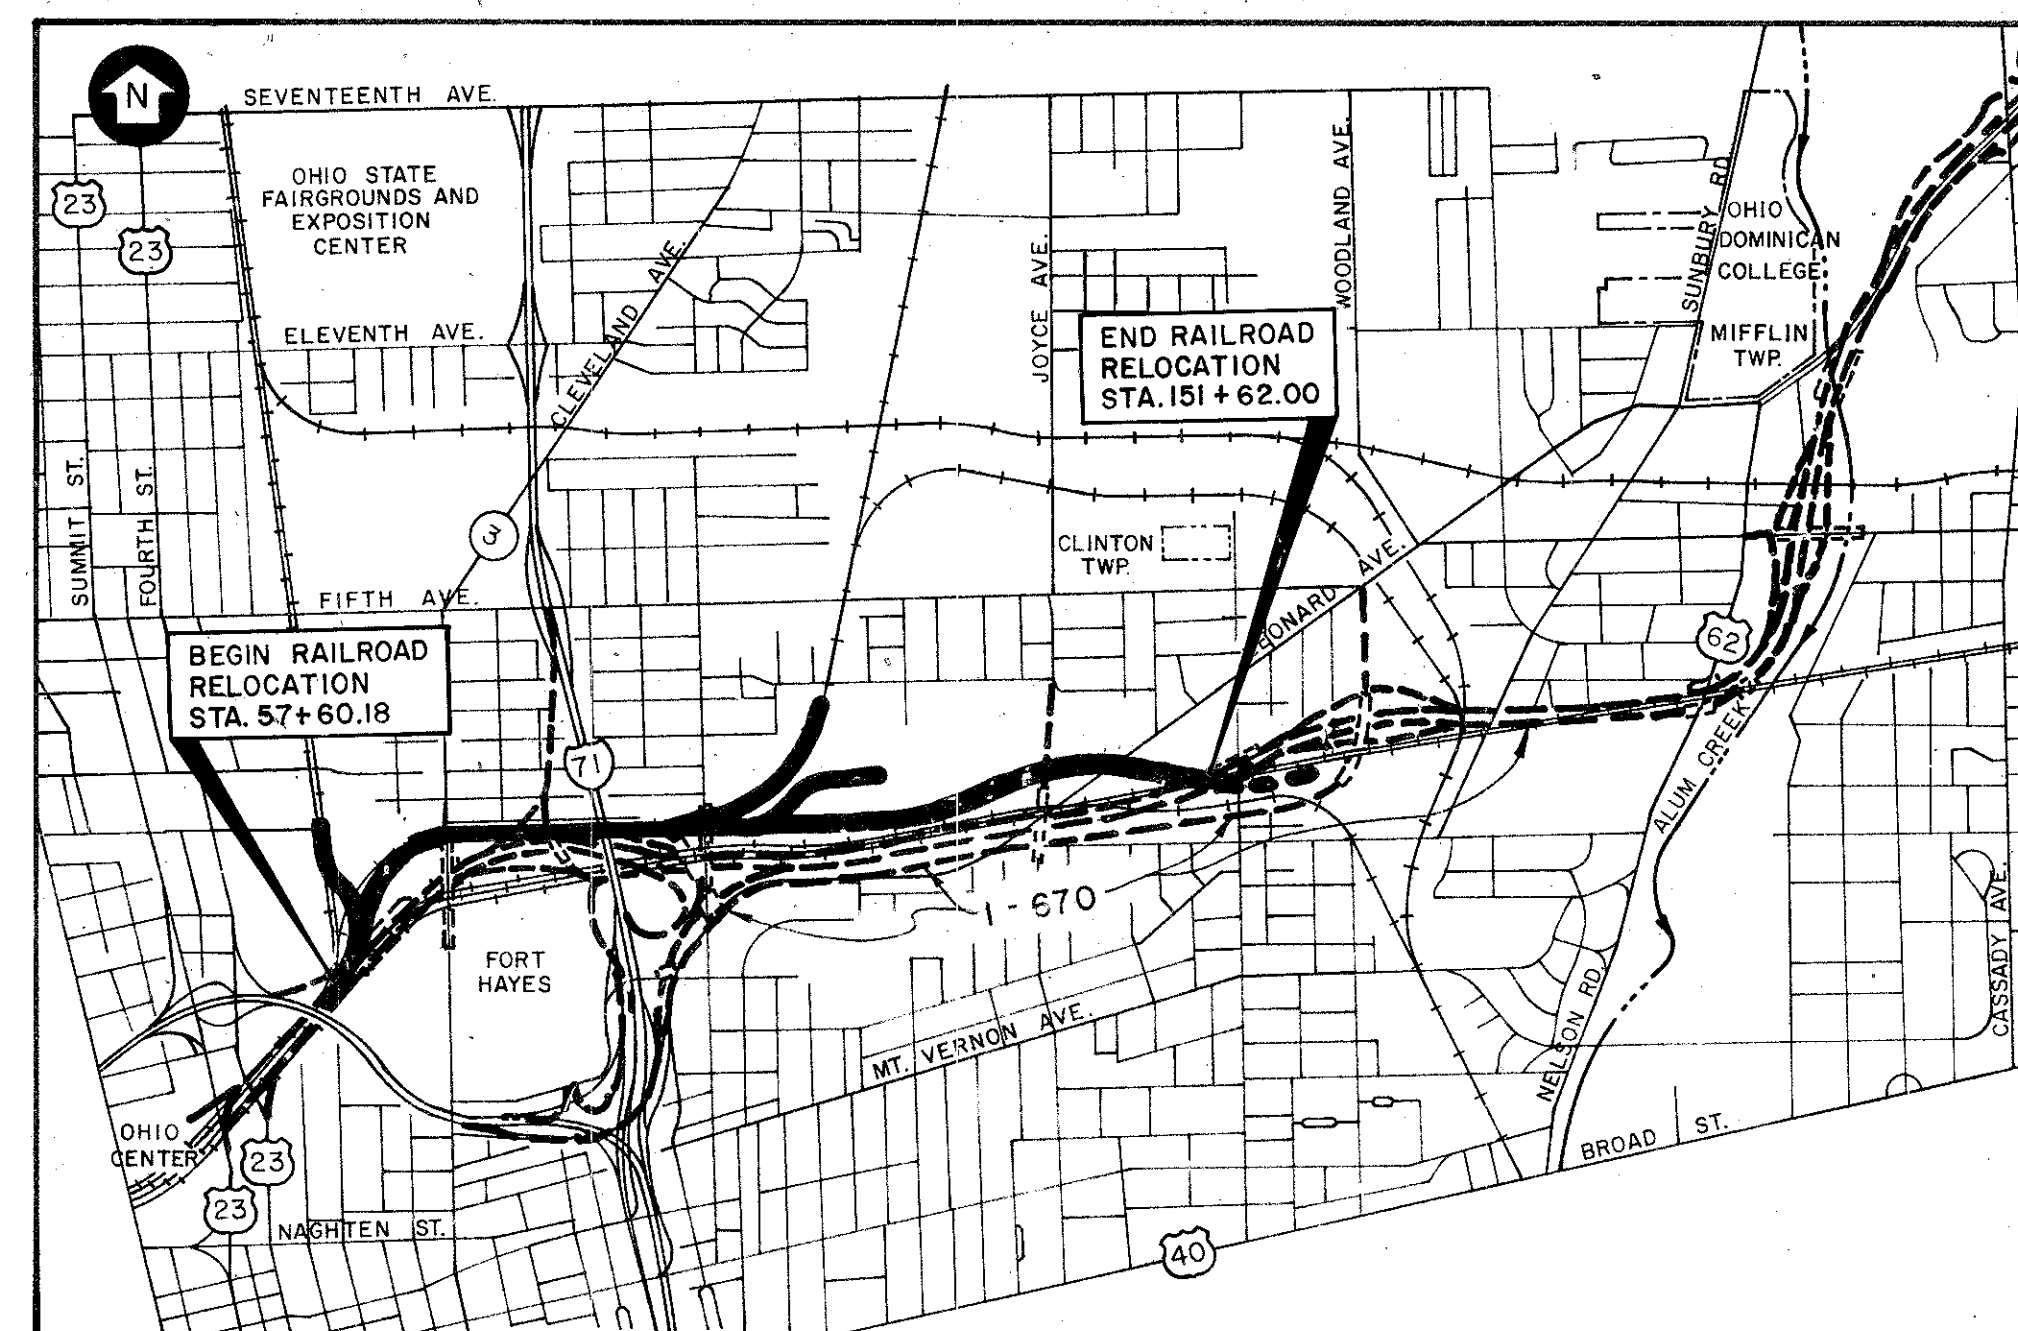 N
SEVENTEENTH AVE.
23
23
OHIO STATE
FAIRGROUNDS AND
EXPOSITION
CENTER
ELEVENTH AVE.
CLEVELAND AVE.
JOYCE AVE.
WOODLAND AVE.
SUNBURY RD.
OHIO
DOMINICAN
COLLEGE
MIFFLIN
TWP.
END RAILROAD
RELOCATION
STA. 151 + 62.00
SUMMIT ST.
FOURTH ST.
3
CLINTON
TWP.
FIFTH AVE.
LEONARD AVE.
62
BEGIN RAILROAD
RELOCATION
STA. 57+60.18
71
ALUM CREEK
I-670
FORT
HAYES
MT. VERNON AVE.
NELSON RD.
CASSADY AVE.
BROAD ST.
OHIO
CENTER
23
23
NAGHTEN ST.
40